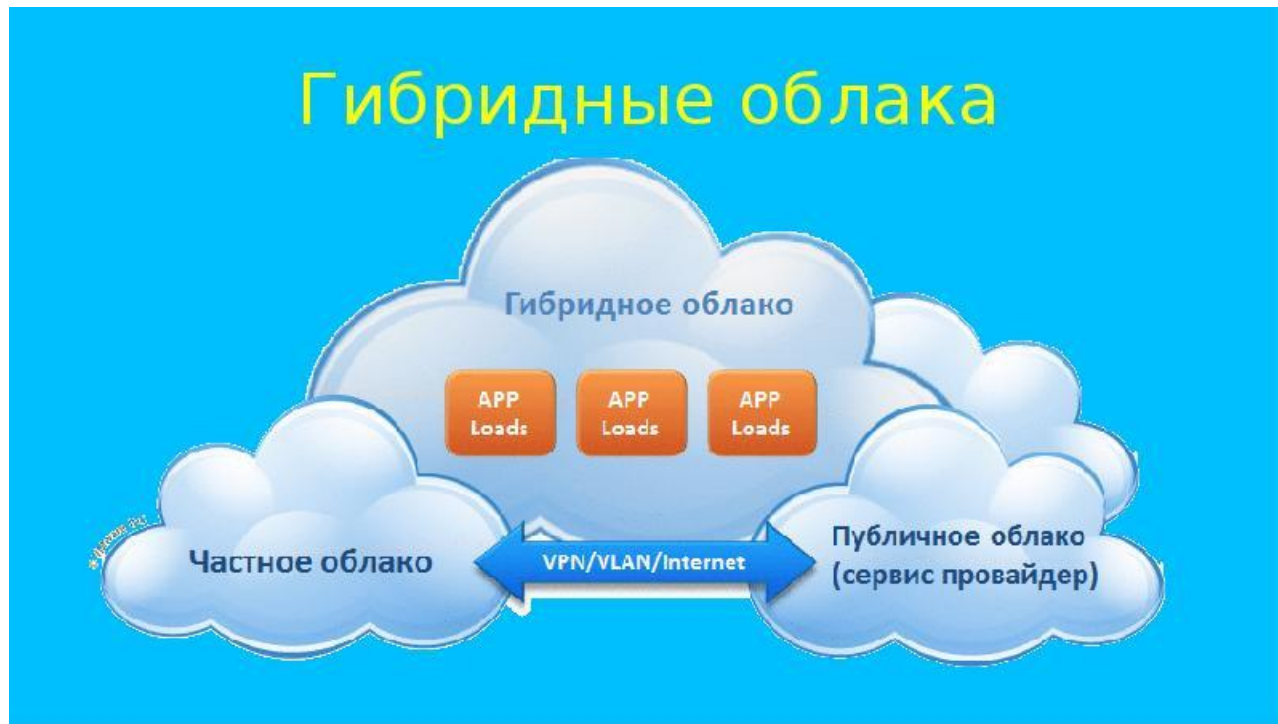 Гибридные облака
Гибридное облако
APP
Loads
APP
Loads
APP
Loads
Частное облако
VPN/VLAN/Internet
Публичное облако
(сервис провайдер)